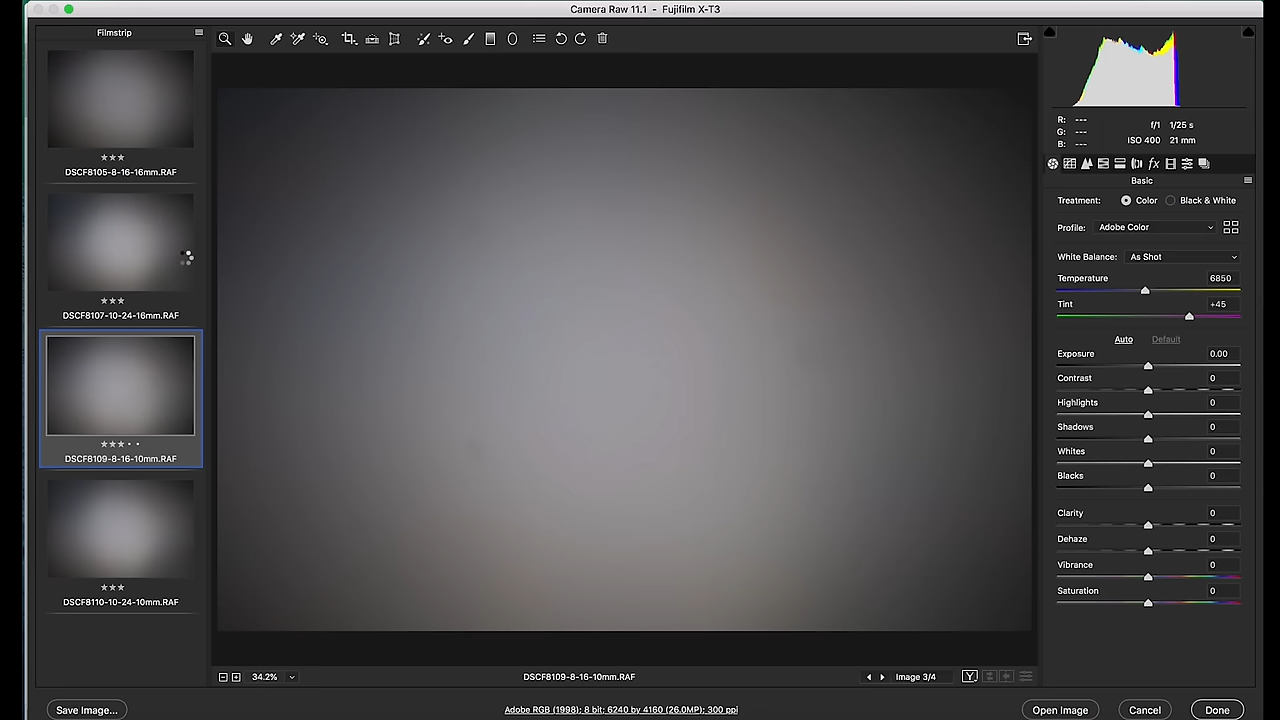 Camera Raw 11.1 - Fujifilm X-T3
Filmstrip
DSCF8105-8-16-16mm.RAF
DSCF8107-10-24-16mm.RAF
DSCF8109-8-16-10mm.RAF
DSCF8110-10-24-10mm.RAF
R: ---
G: ---
B: ---
f/1 1/25 s
ISO 400 21 mm
fx
Basic
Treatment: Color Black & White
Profile: Adobe Color
White Balance: As Shot
Temperature 6850
Tint +45
Auto Default
Exposure 0.00
Contrast 0
Highlights 0
Shadows 0
Whites 0
Blacks 0
Clarity 0
Dehaze 0
Vibrance 0
Saturation 0
34.2% DSCF8109-8-16-10mm.RAF Image 3/4 Y
Save Image... Adobe RGB (1998); 8 bit; 6240 by 4160 (26.0MP); 300 ppi Open Image Cancel Done